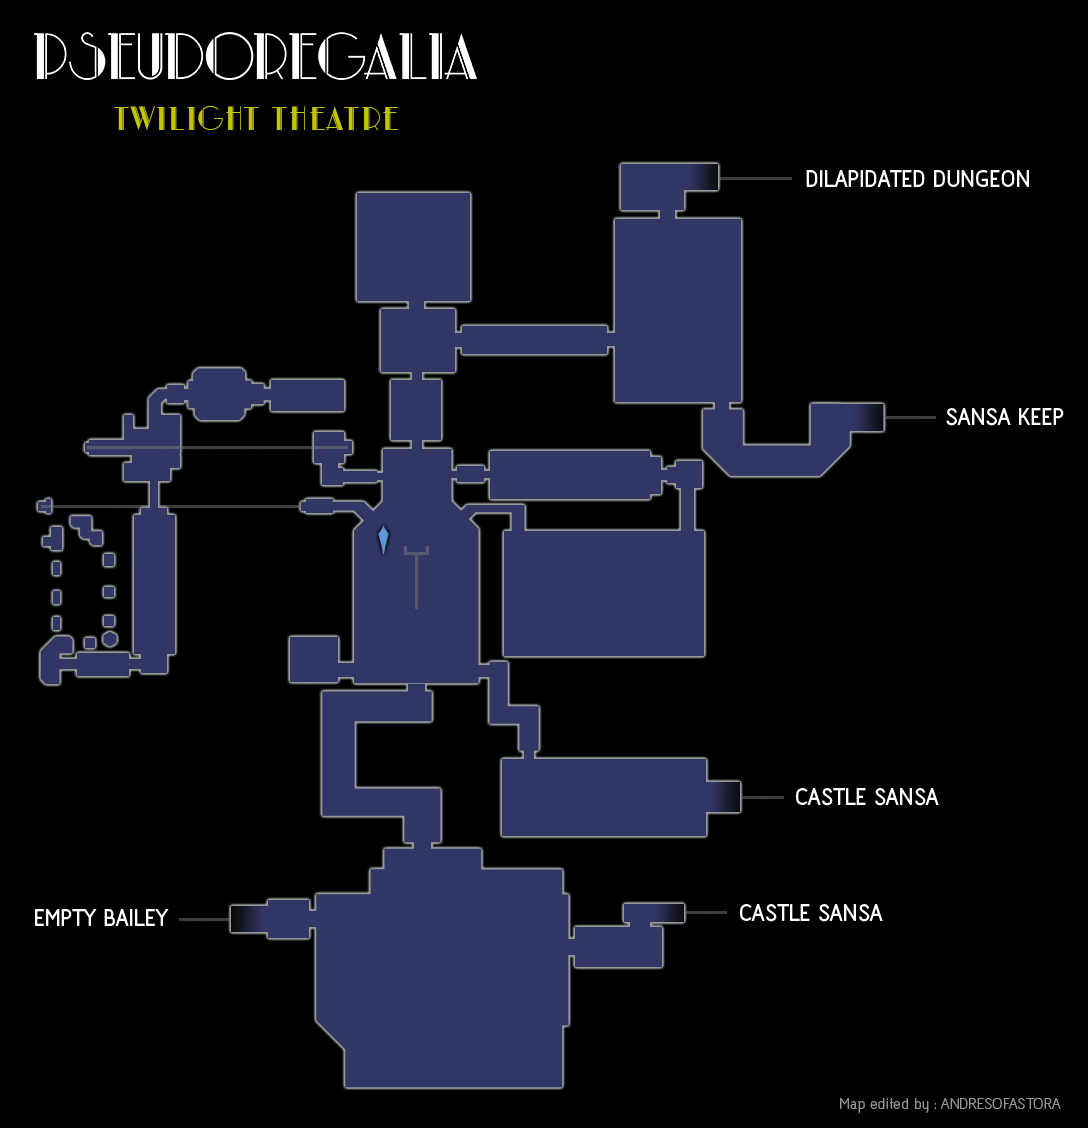 PSEUDOREGALIA
TWILIGHT THEATRE
DILAPIDATED DUNGEON
SANSA KEEP
CASTLE SANSA
EMPTY BAILEY
CASTLE SANSA
Map edited by : ANDRESOFASTORA